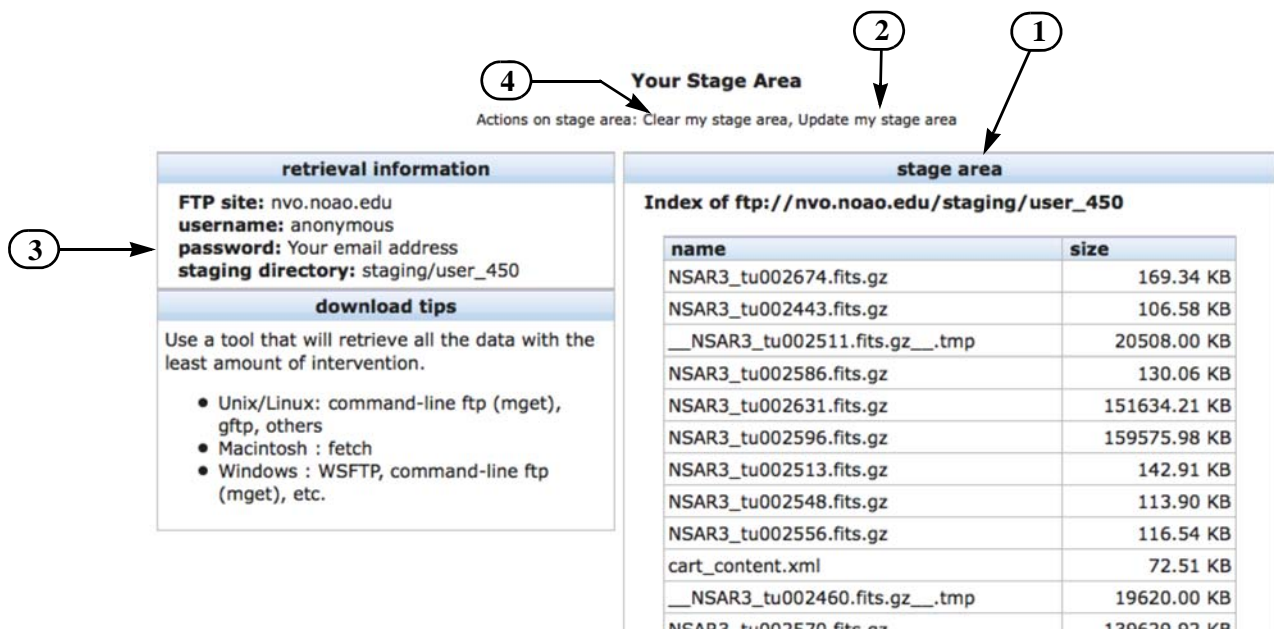 2
1
4
Your Stage Area
Actions on stage area: Clear my stage area, Update my stage area
retrieval information
FTP site: nvo.noao.edu
username: anonymous
3
password: Your email address
staging directory: staging/user_450
download tips
Use a tool that will retrieve all the data with the
least amount of intervention.
• Unix/Linux: command-line ftp (mget),
gftp, others
• Macintosh : fetch
• Windows : WSFTP, command-line ftp
(mget), etc.
stage area
Index of ftp://nvo.noao.edu/staging/user_450
name size
NSAR3_tu002674.fits.gz 169.34 KB
NSAR3_tu002443.fits.gz 106.58 KB
__NSAR3_tu002511.fits.gz__.tmp 20508.00 KB
NSAR3_tu002586.fits.gz 130.06 KB
NSAR3_tu002631.fits.gz 151634.21 KB
NSAR3_tu002596.fits.gz 159575.98 KB
NSAR3_tu002513.fits.gz 142.91 KB
NSAR3_tu002548.fits.gz 113.90 KB
NSAR3_tu002556.fits.gz 116.54 KB
cart_content.xml 72.51 KB
__NSAR3_tu002460.fits.gz__.tmp 19620.00 KB